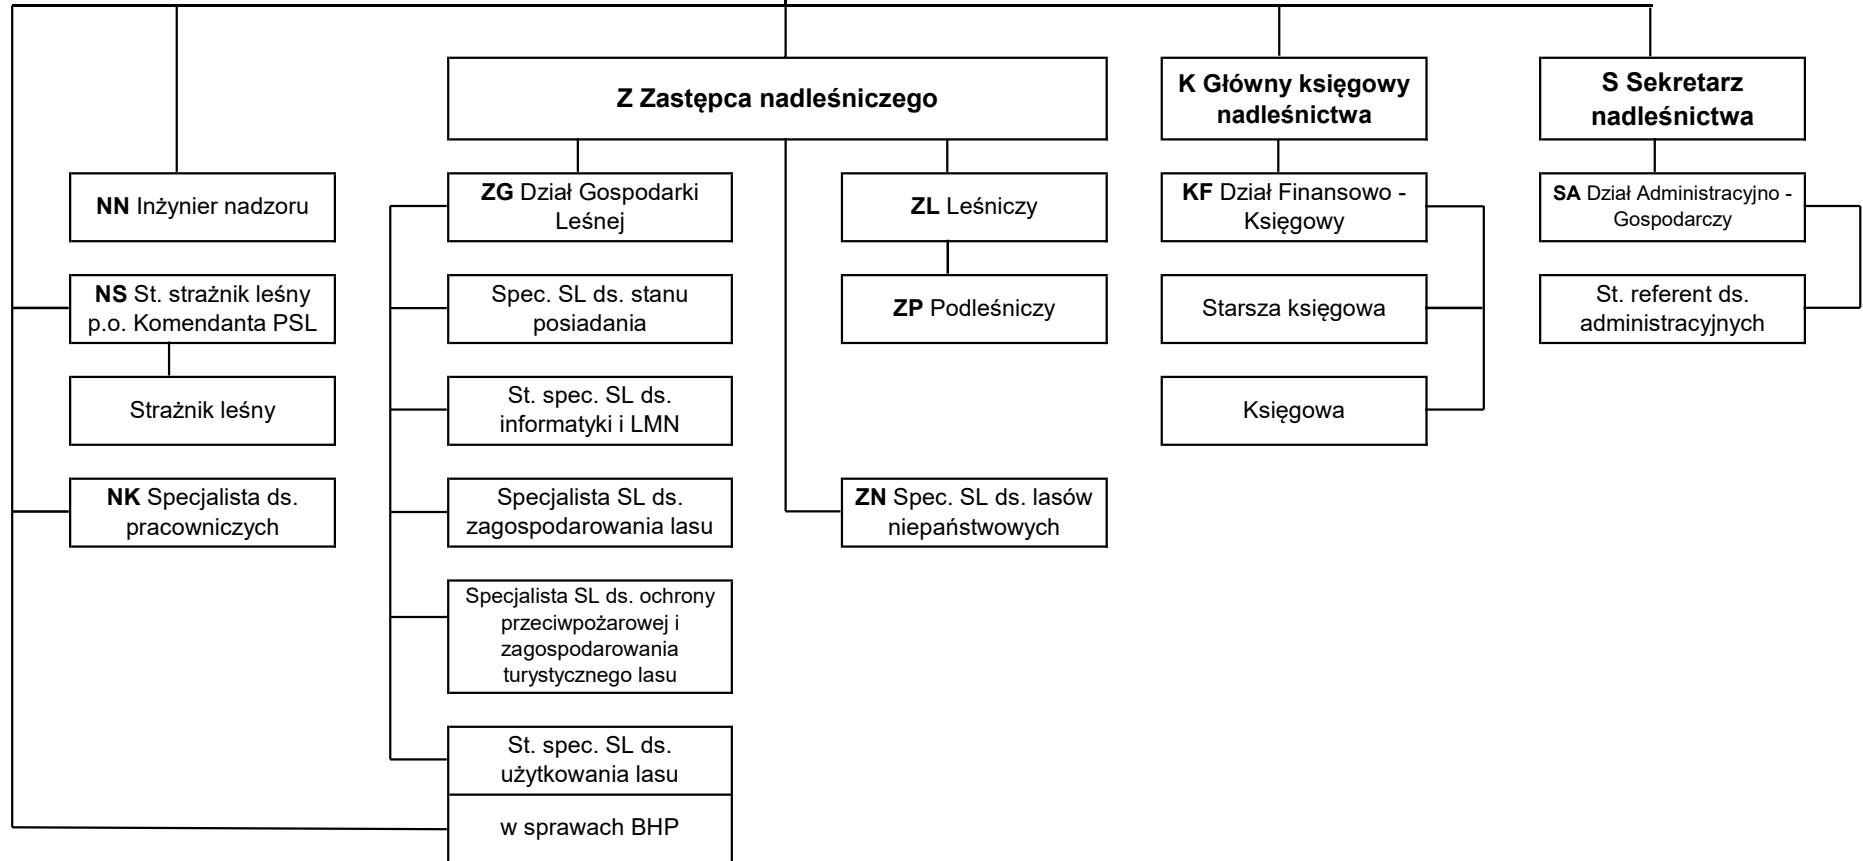 Z Zastępca nadleśniczego
K Główny księgowy
nadleśnictwa
S Sekretarz
nadleśnictwa
NN Inżynier nadzoru
ZG Dział Gospodarki
Leśnej
ZL Leśniczy
KF Dział Finansowo -
Księgowy
SA Dział Administracyjno -
Gospodarczy
NS St. strażnik leśny
p.o. Komendanta PSL
Spec. SL ds. stanu
posiadania
ZP Podleśniczy
Starsza księgowa
St. referent ds.
administracyjnych
Strażnik leśny
St. spec. SL ds.
informatyki i LMN
Księgowa
NK Specjalista ds.
pracowniczych
Specjalista SL ds.
zagospodarowania lasu
ZN Spec. SL ds. lasów
niepaństwowych
Specjalista SL ds. ochrony
przeciwpożarowej i
zagospodarowania
turystycznego lasu
St. spec. SL ds.
użytkowania lasu
w sprawach BHP